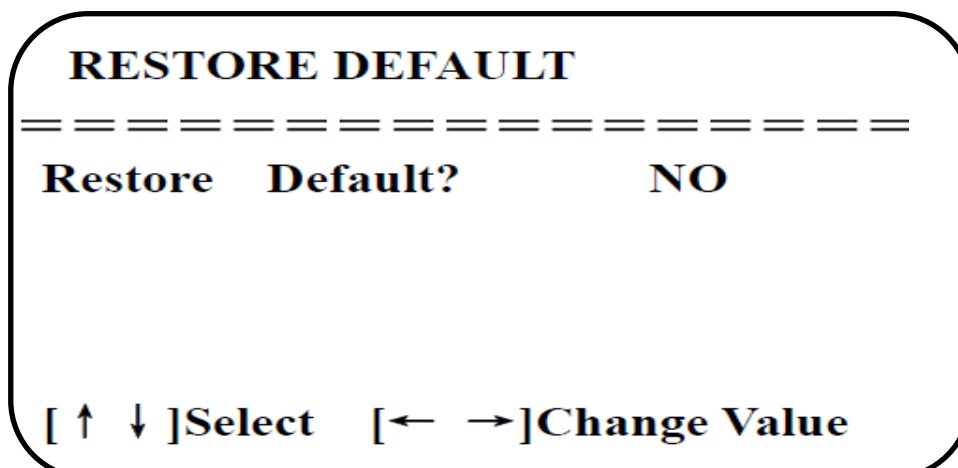 RESTORE DEFAULT
=================
Restore Default? NO
[ ↑ ↓ ]Select [← →]Change Value